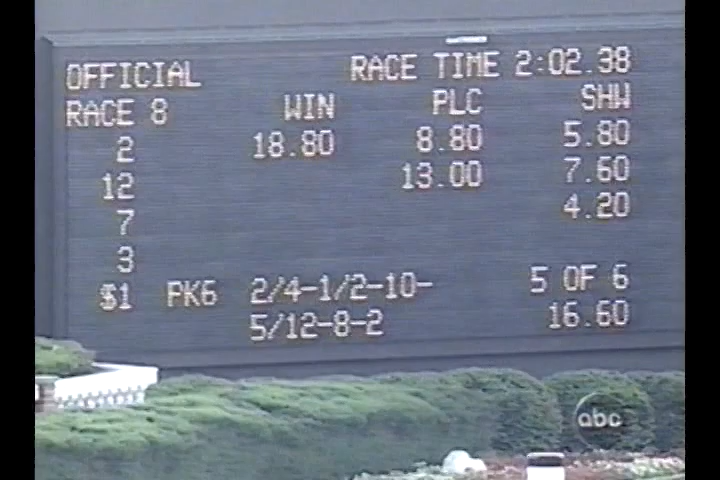 OFFICIAL RACE TIME 2:02.38
RACE 8 WIN PLC SHW
2 18.80 8.80 5.80
12 13.00 7.60
7 4.20
3
$1 PK6 2/4-1/2-10- 5 OF 6
5/12-8-2 16.60
abc